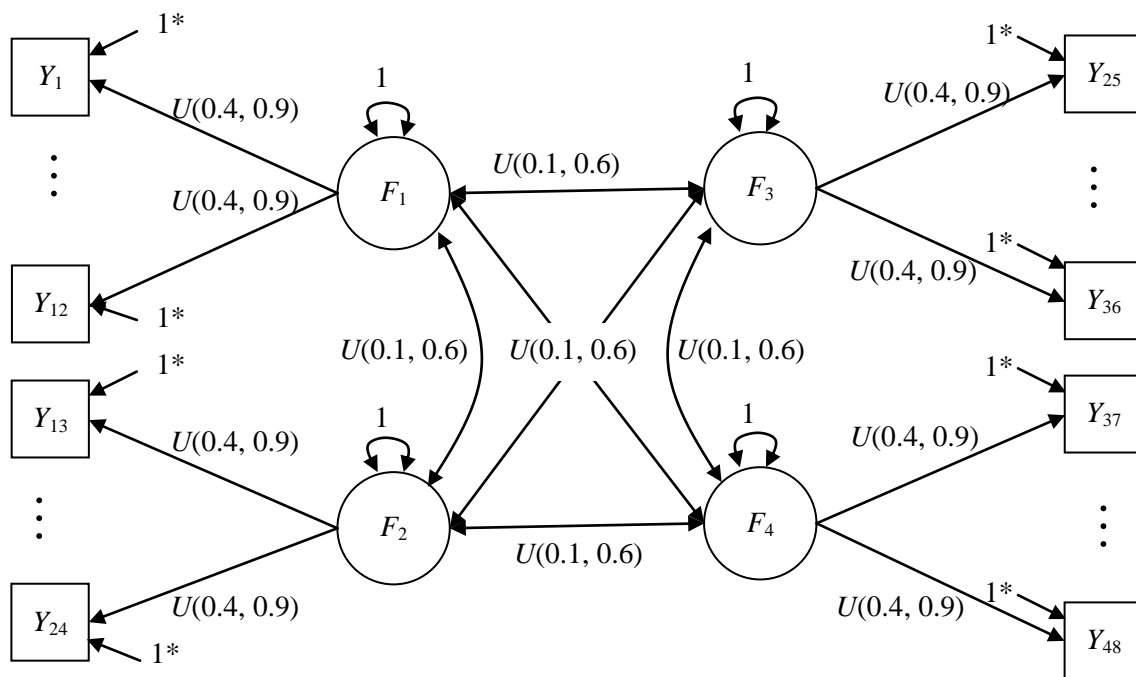 1*
Y1
U(0.4, 0.9)
⋮
U(0.4, 0.9)
Y12
1*
1*
Y13
U(0.4, 0.9)
⋮
U(0.4, 0.9)
Y24
1*
1
F1
1
F2
U(0.1, 0.6)
U(0.1, 0.6)
U(0.1, 0.6)
U(0.1, 0.6)
U(0.1, 0.6)
1
F3
1
F4
1*
Y25
U(0.4, 0.9)
⋮
1*
U(0.4, 0.9)
Y36
1*
Y37
U(0.4, 0.9)
⋮
1*
U(0.4, 0.9)
Y48